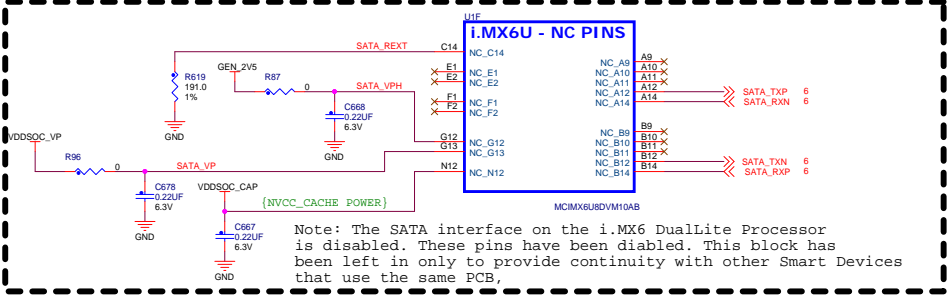 U1F
i.MX6U - NC PINS
SATA_REXT
C14
NC_C14
R619
191.0
1%
GND
GEN_2V5
R87
0
SATA_VPH
C668
0.22UF
6.3V
GND
E1
NC_E1
E2
NC_E2
F1
NC_F1
F2
NC_F2
G12
NC_G12
G13
NC_G13
N12
NC_N12
A9
NC_A9
A10
NC_A10
A11
NC_A11
A12
NC_A12
SATA_TXP 6
A14
NC_A14
SATA_RXN 6
B9
NC_B9
B10
NC_B10
B11
NC_B11
B12
NC_B12
SATA_TXN 6
B14
NC_B14
SATA_RXP 6
VDDSOC_VP
R96
0
SATA_VP
C678
0.22UF
6.3V
GND
VDDSOC_CAP
{NVCC_CACHE POWER}
C667
0.22UF
6.3V
GND
MCIMX6U8DVM10AB
Note: The SATA interface on the i.MX6 DualLite Processor
is disabled. These pins have been diabled. This block has
been left in only to provide continuity with other Smart Devices
that use the same PCB,